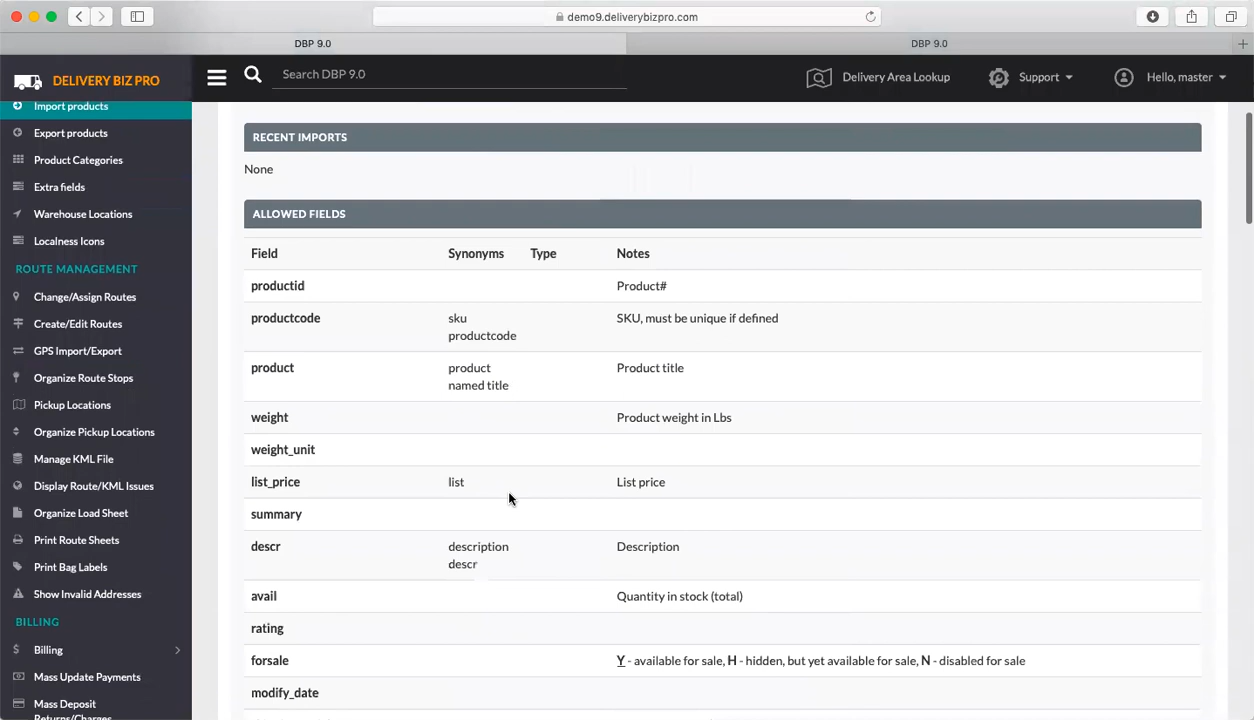 demo9.deliverybizpro.com
DBP 9.0
DBP 9.0
DELIVERY BIZ PRO
Search DBP 9.0
Delivery Area Lookup
Support
Hello, master
Import products
Export products
Product Categories
Extra fields
Warehouse Locations
Localness Icons
ROUTE MANAGEMENT
Change/Assign Routes
Create/Edit Routes
GPS Import/Export
Organize Route Stops
Pickup Locations
Organize Pickup Locations
Manage KML File
Display Route/KML Issues
Organize Load Sheet
Print Route Sheets
Print Bag Labels
Show Invalid Addresses
BILLING
Billing
Mass Update Payments
Mass Deposit
Returns/Charges
RECENT IMPORTS
None
ALLOWED FIELDS
Field Synonyms Type Notes
productid Product#
productcode sku SKU, must be unique if defined
productcode
product product Product title
named title
weight Product weight in Lbs
weight_unit
list_price list List price
summary
descr description Description
descr
avail Quantity in stock (total)
rating
forsale Y - available for sale, H - hidden, but yet available for sale, N - disabled for sale
modify_date